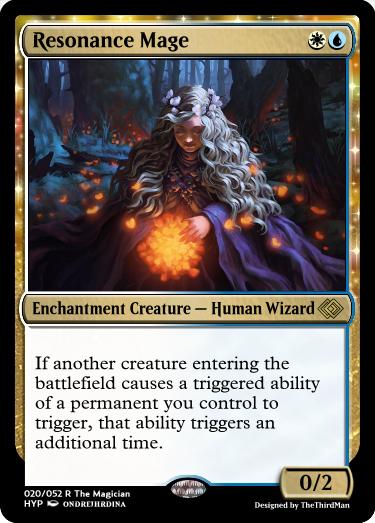 Resonance Mage
Enchantment Creature — Human Wizard
If another creature entering the
battlefield causes a triggered ability
of a permanent you control to
trigger, that ability triggers an
additional time.
0/2
020/052 R The Magician
HYP ONDREJHRDINA
Designed by TheThirdMan